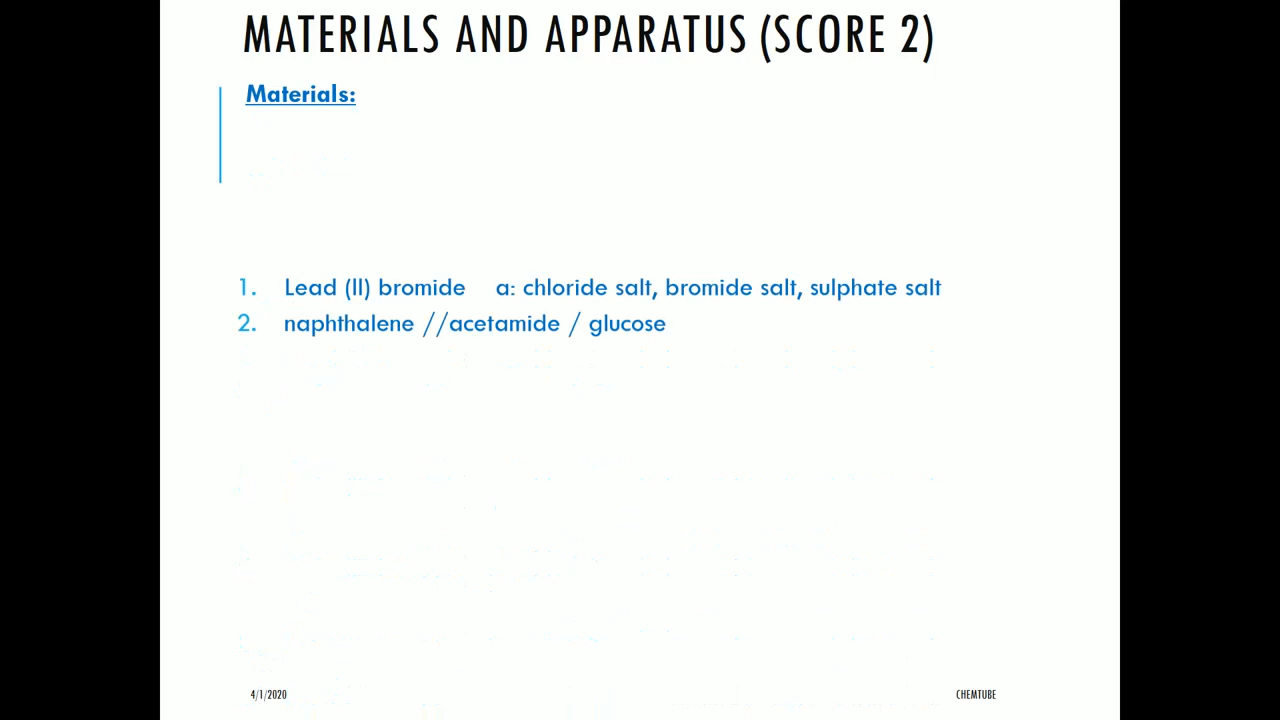 MATERIALS AND APPARATUS (SCORE 2)
Materials:
1. Lead (II) bromide a: chloride salt, bromide salt, sulphate salt
2. naphthalene //acetamide / glucose
4/1/2020
CHEMTUBE